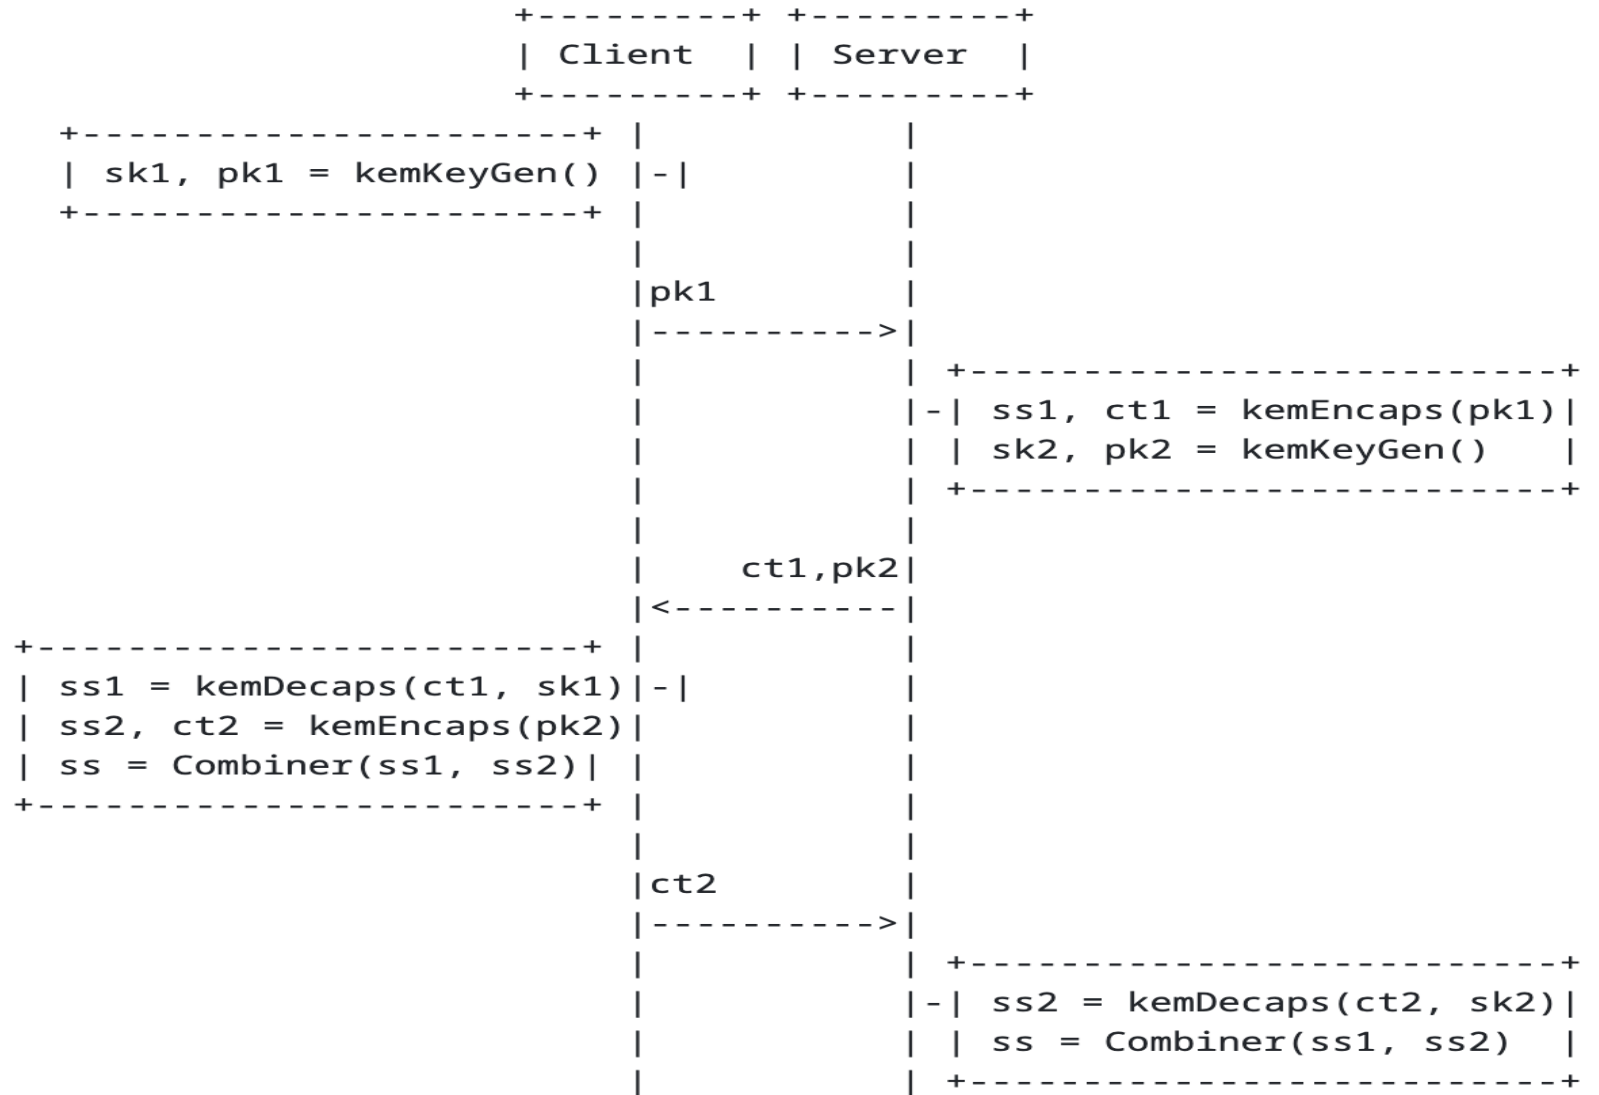 Client Server
sk1, pk1 = kemKeyGen()
pk1
ss1, ct1 = kemEncaps(pk1)
sk2, pk2 = kemKeyGen()
ct1,pk2
ss1 = kemDecaps(ct1, sk1)
ss2, ct2 = kemEncaps(pk2)
ss = Combiner(ss1, ss2)
ct2
ss2 = kemDecaps(ct2, sk2)
ss = Combiner(ss1, ss2)